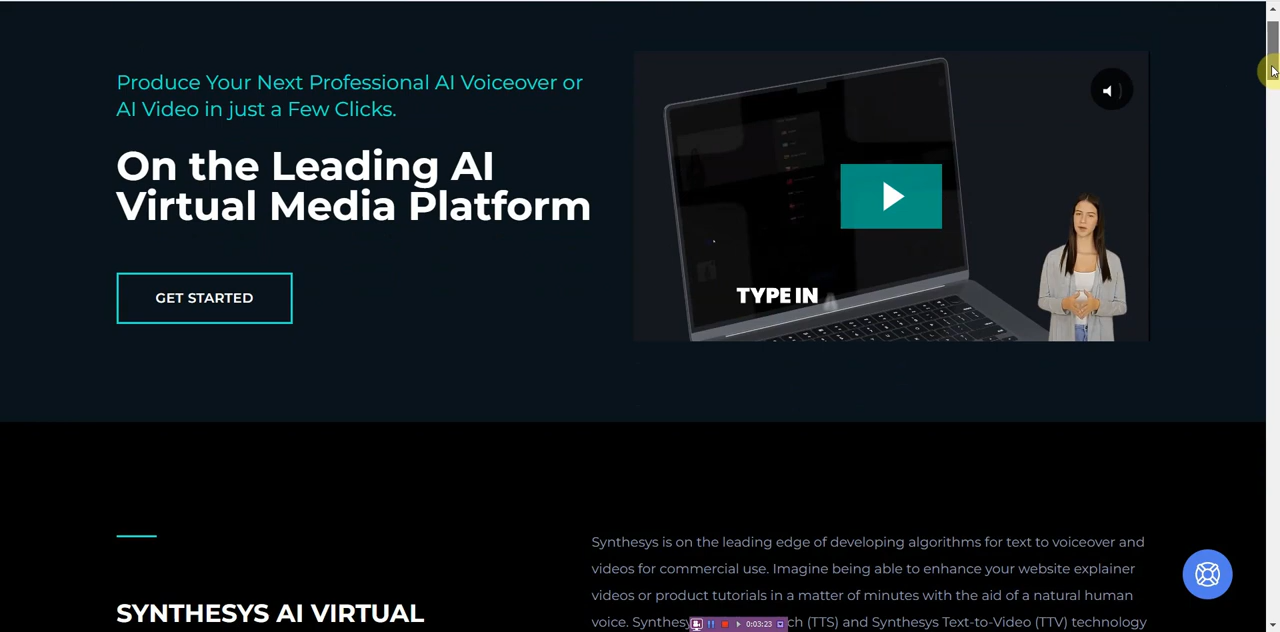 Produce Your Next Professional AI Voiceover or
AI Video in just a Few Clicks.
On the Leading AI
Virtual Media Platform
GET STARTED
TYPE IN A
Synthesys is on the leading edge of developing algorithms for text to voiceover and
videos for commercial use. Imagine being able to enhance your website explainer
videos or product tutorials in a matter of minutes with the aid of a natural human
SYNTHESYS AI VIRTUAL
voice. Synthesys (TTS) and Synthesys Text-to-Video (TTV) technology
0:03:23